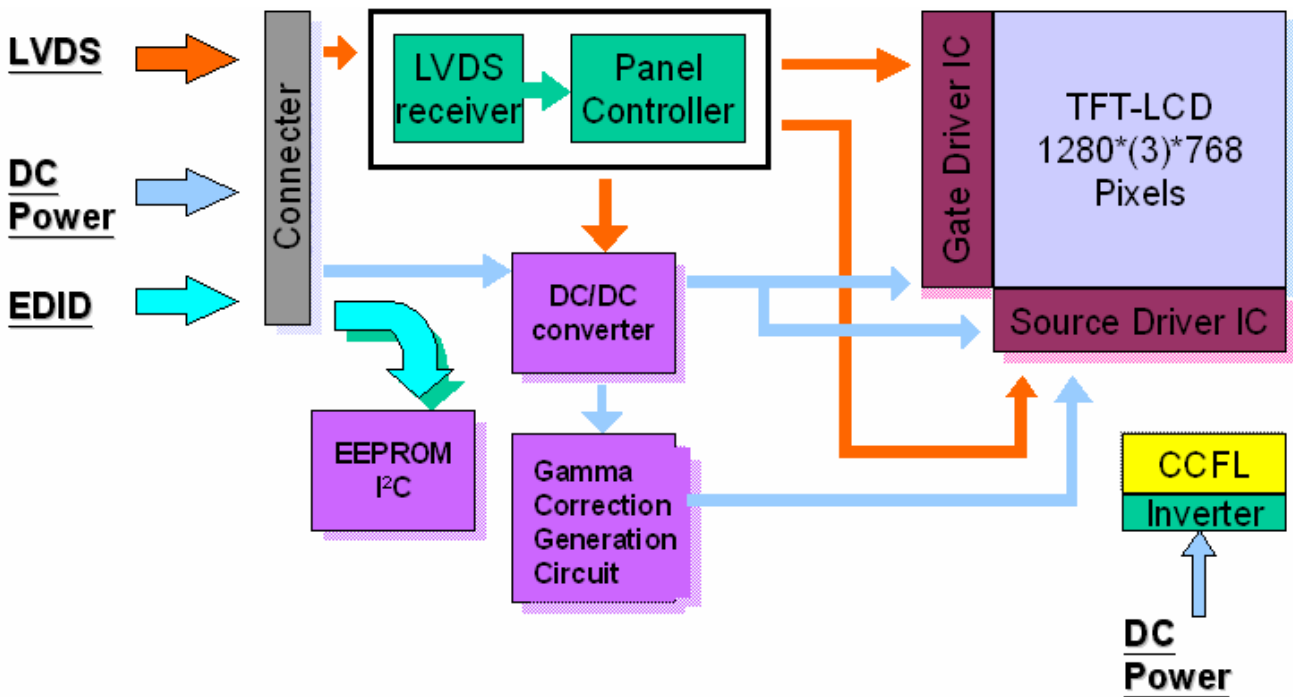 LVDS
DC
Power
EDID
Connecter
LVDS
receiver
Panel
Controller
Gate Driver IC
TFT-LCD
1280*(3)*768
Pixels
Source Driver IC
DC/DC
converter
EEPROM
I²C
Gamma
Correction
Generation
Circuit
CCFL
Inverter
DC
Power